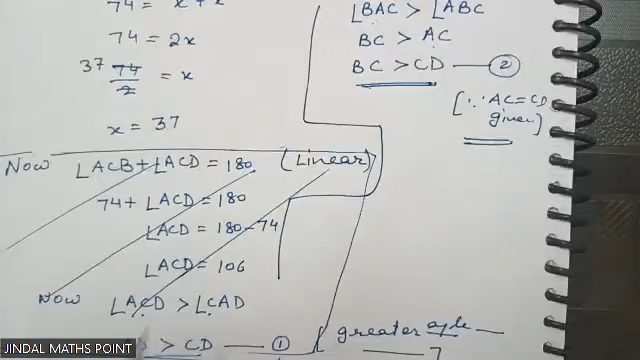 74 = x + x
74 = 2x
37 74/2 = x
x = 37
Now ∠ACB + ∠ACD = 180 (Linear)
74 + ∠ACD = 180
∠ACD = 180 - 74
∠ACD = 106
Now ∠ACD > ∠CAD
> CD — ①
∠BAC > ∠ABC
BC > AC
BC > CD — ②
[∵ AC = CD
given]
( greater angle —
JINDAL MATHS POINT